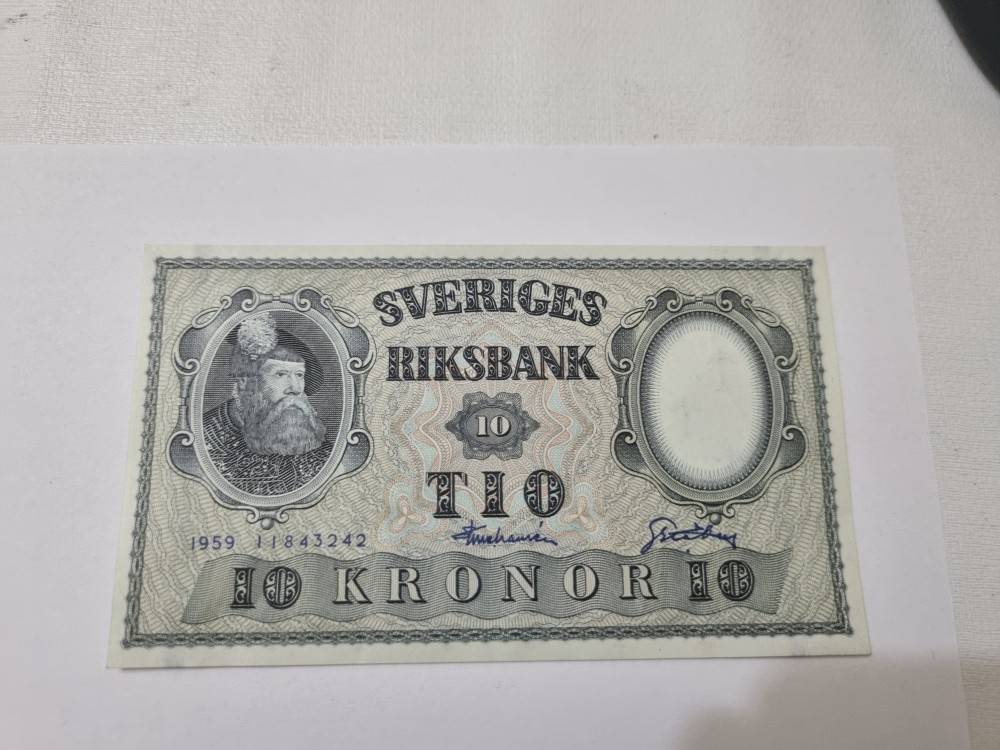 SVERIGES
RIKSBANK
10
TIO
1959 11843242
10 KRONOR 10